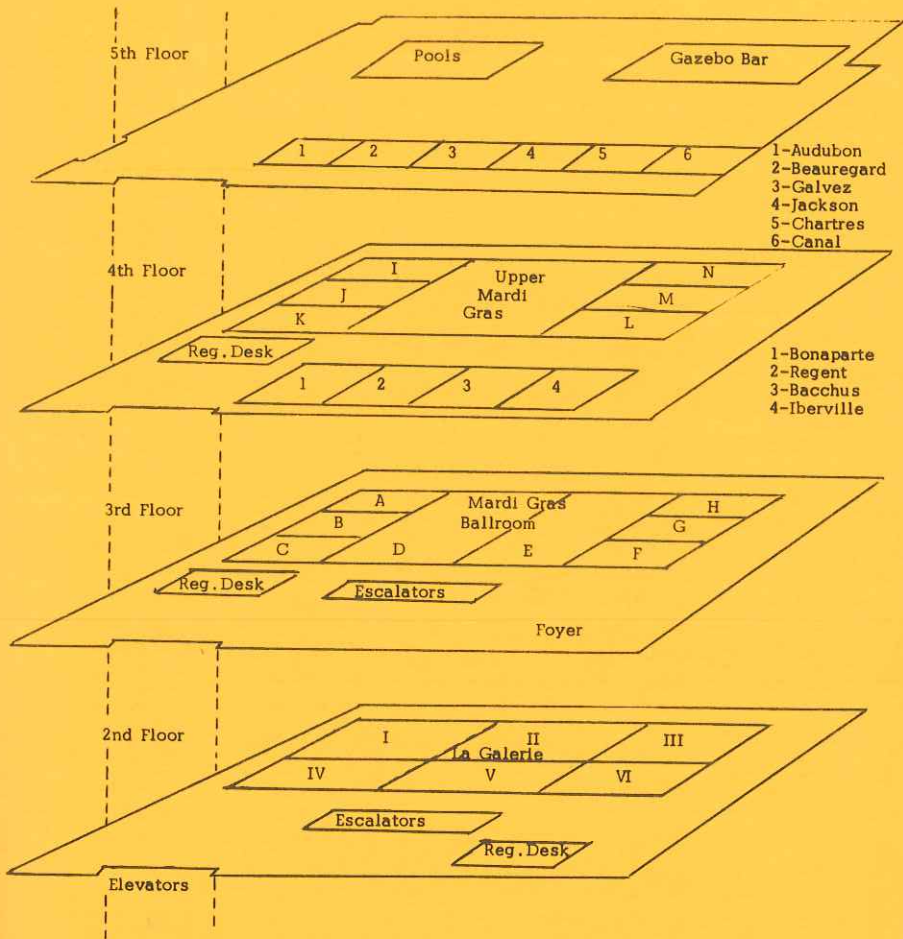 5th Floor
Pools
Gazebo Bar
1 2 3 4 5 6
1-Audubon
2-Beauregard
3-Galvez
4-Jackson
5-Chartres
6-Canal
4th Floor
I
J
K
Upper
Mardi
Gras
N
M
L
Reg.Desk
1 2 3 4
1-Bonaparte
2-Regent
3-Bacchus
4-Iberville
3rd Floor
A
B
C
Mardi Gras
Ballroom
D
E
H
G
F
Reg.Desk
Escalators
Foyer
2nd Floor
I II III
La Galerie
IV V VI
Escalators
Reg.Desk
Elevators